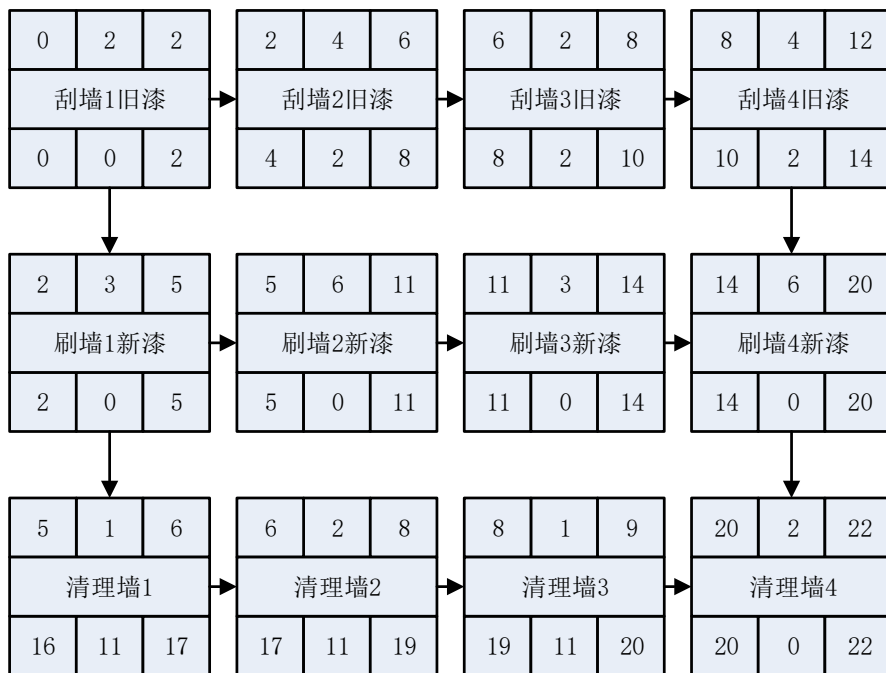 0 2 2 2 4 6 6 2 8 8 4 12
刮墙1旧漆 刮墙2旧漆 刮墙3旧漆 刮墙4旧漆
0 0 2 4 2 8 8 2 10 10 2 14
2 3 5 5 6 11 11 3 14 14 6 20
刷墙1新漆 刷墙2新漆 刷墙3新漆 刷墙4新漆
2 0 5 5 0 11 11 0 14 14 0 20
5 1 6 6 2 8 8 1 9 20 2 22
清理墙1 清理墙2 清理墙3 清理墙4
16 11 17 17 11 19 19 11 20 20 0 22